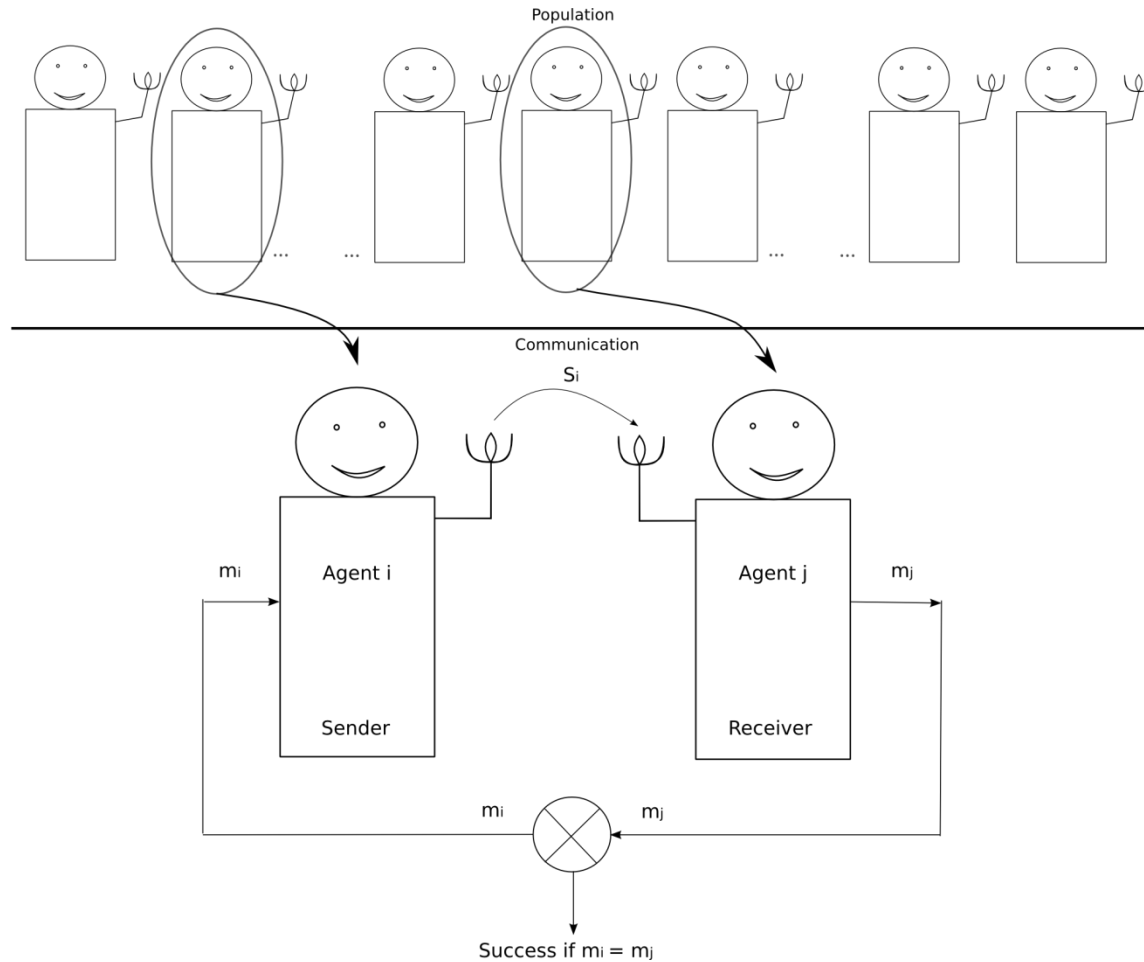 Population
... ... ... ...
Communication
Si
mi Agent i Agent j mj
Sender Receiver
mi mj
Success if mi = mj